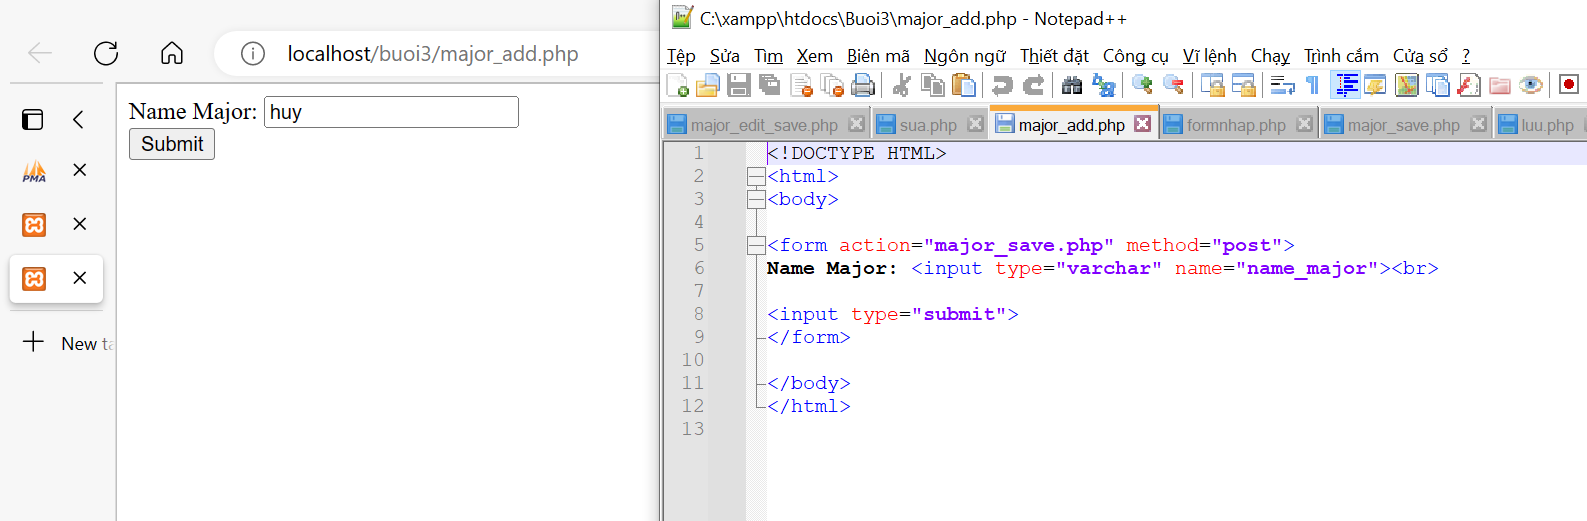 localhost/buoi3/major_add.php
PMA
New ta
Name Major: huy
Submit
C:\xampp\htdocs\Buoi3\major_add.php - Notepad++
Tệp Sửa Tìm Xem Biên mã Ngôn ngữ Thiết đặt Công cụ Vĩ lệnh Chạy Trình cắm Cửa sổ ?
major_edit_save.php sua.php major_add.php formnhap.php major_save.php luu.php
1 <!DOCTYPE HTML>
2 <html>
3 <body>
4
5 <form action="major_save.php" method="post">
6 Name Major: <input type="varchar" name="name_major"><br>
7
8 <input type="submit">
9 </form>
10
11 </body>
12 </html>
13